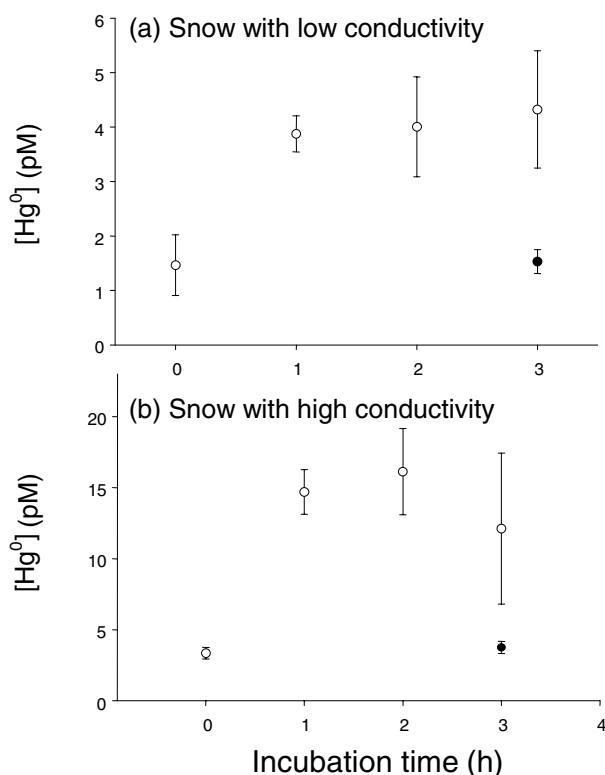 (a) Snow with low conductivity
6
5
4
3
2
1
0
[Hg⁰] (pM)
0 1 2 3
(b) Snow with high conductivity
20
15
10
5
0
[Hg⁰] (pM)
0 1 2 3 4
Incubation time (h)